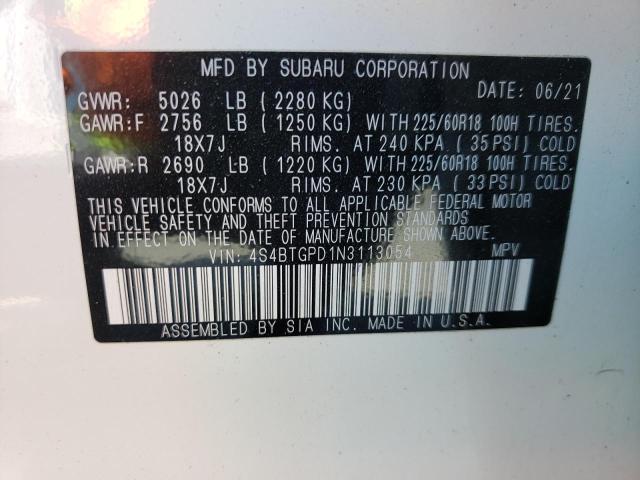 MFD BY SUBARU CORPORATION
DATE: 06/21
GVWR: 5026 LB ( 2280 KG)
GAWR:F 2756 LB ( 1250 KG) WITH 225/60R18 100H TIRES.
18X7J RIMS. AT 240 KPA ( 35 PSI) COLD
GAWR:R 2690 LB ( 1220 KG) WITH 225/60R18 100H TIRES.
18X7J RIMS. AT 230 KPA ( 33 PSI) COLD
THIS VEHICLE CONFORMS TO ALL APPLICABLE FEDERAL MOTOR
VEHICLE SAFETY AND THEFT PREVENTION STANDARDS
IN EFFECT ON THE DATE OF MANUFACTURE SHOWN ABOVE.
VIN: 4S4BTGPD1N3113054 MPV
ASSEMBLED BY SIA INC. MADE IN U.S.A.